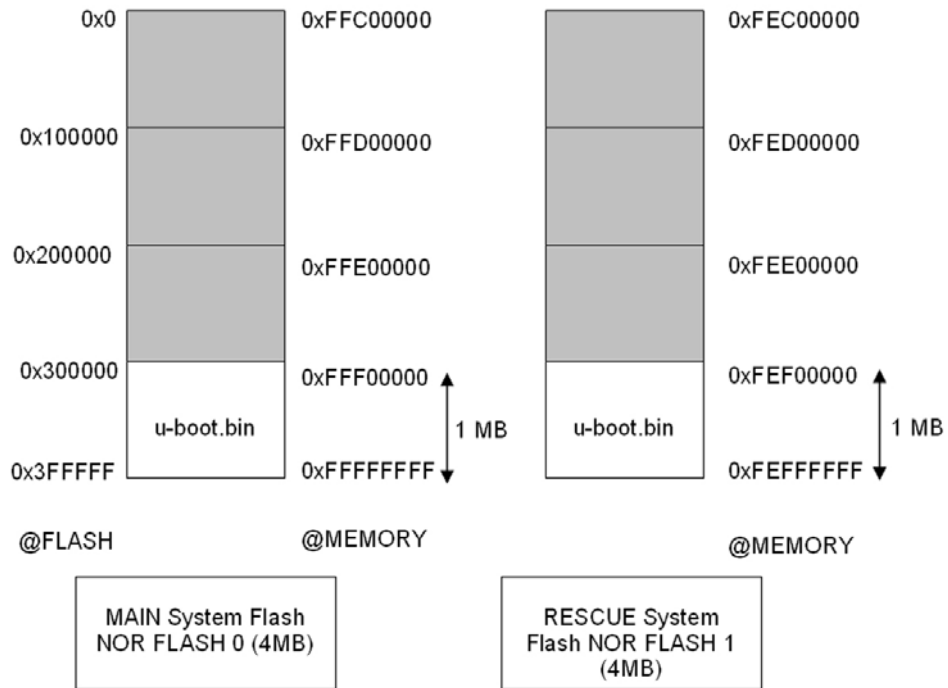 0x0
0xFFC00000
0xFEC00000
0x100000
0xFFD00000
0xFED00000
0x200000
0xFFE00000
0xFEE00000
0x300000
0xFFF00000
0xFEF00000
u-boot.bin
1 MB
u-boot.bin
1 MB
0x3FFFFF
0xFFFFFFFF
0xFEFFFFFF
@FLASH
@MEMORY
@MEMORY
MAIN System Flash
NOR FLASH 0 (4MB)
RESCUE System
Flash NOR FLASH 1
(4MB)